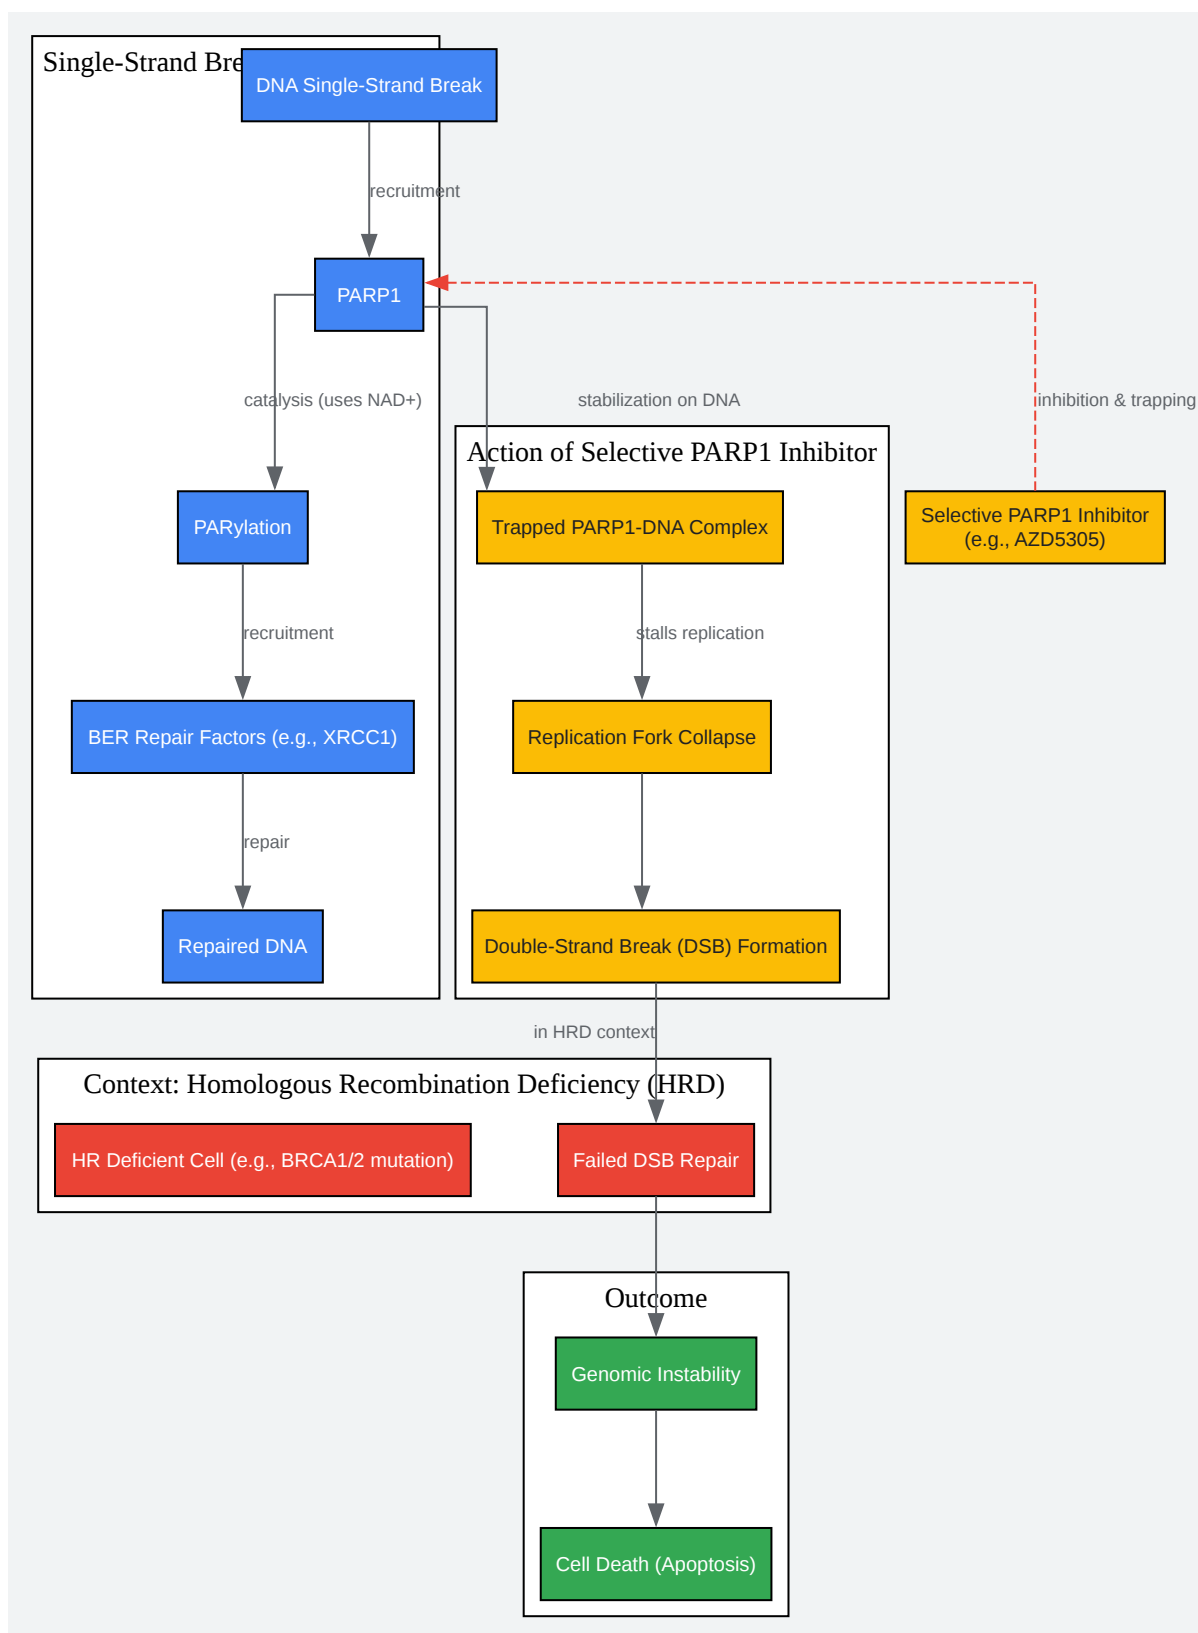 Single-Strand Bre
DNA Single-Strand Break
recruitment
PARP1
catalysis (uses NAD+)
stabilization on DNA
inhibition & trapping
Action of Selective PARP1 Inhibitor
PARylation
Trapped PARP1-DNA Complex
Selective PARP1 Inhibitor
(e.g., AZD5305)
recruitment
stalls replication
BER Repair Factors (e.g., XRCC1)
Replication Fork Collapse
repair
Repaired DNA
Double-Strand Break (DSB) Formation
in HRD context
Context: Homologous Recombination Deficiency (HRD)
HR Deficient Cell (e.g., BRCA1/2 mutation)
Failed DSB Repair
Outcome
Genomic Instability
Cell Death (Apoptosis)